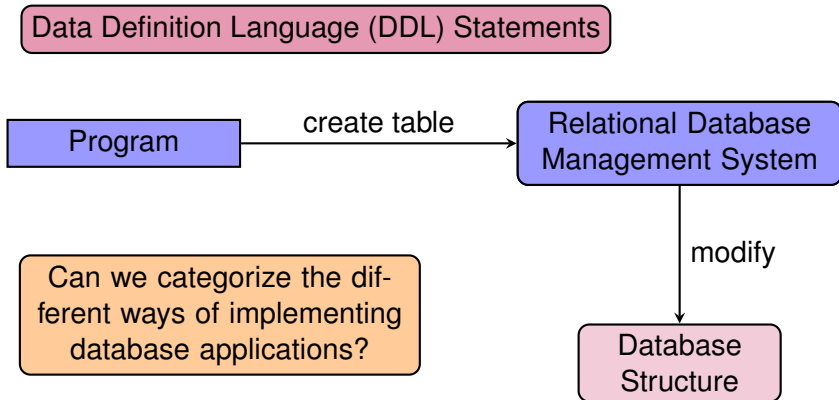 Data Definition Language (DDL) Statements
Program
create table
Relational Database
Management System
modify
Can we categorize the dif-
ferent ways of implementing
database applications?
Database
Structure